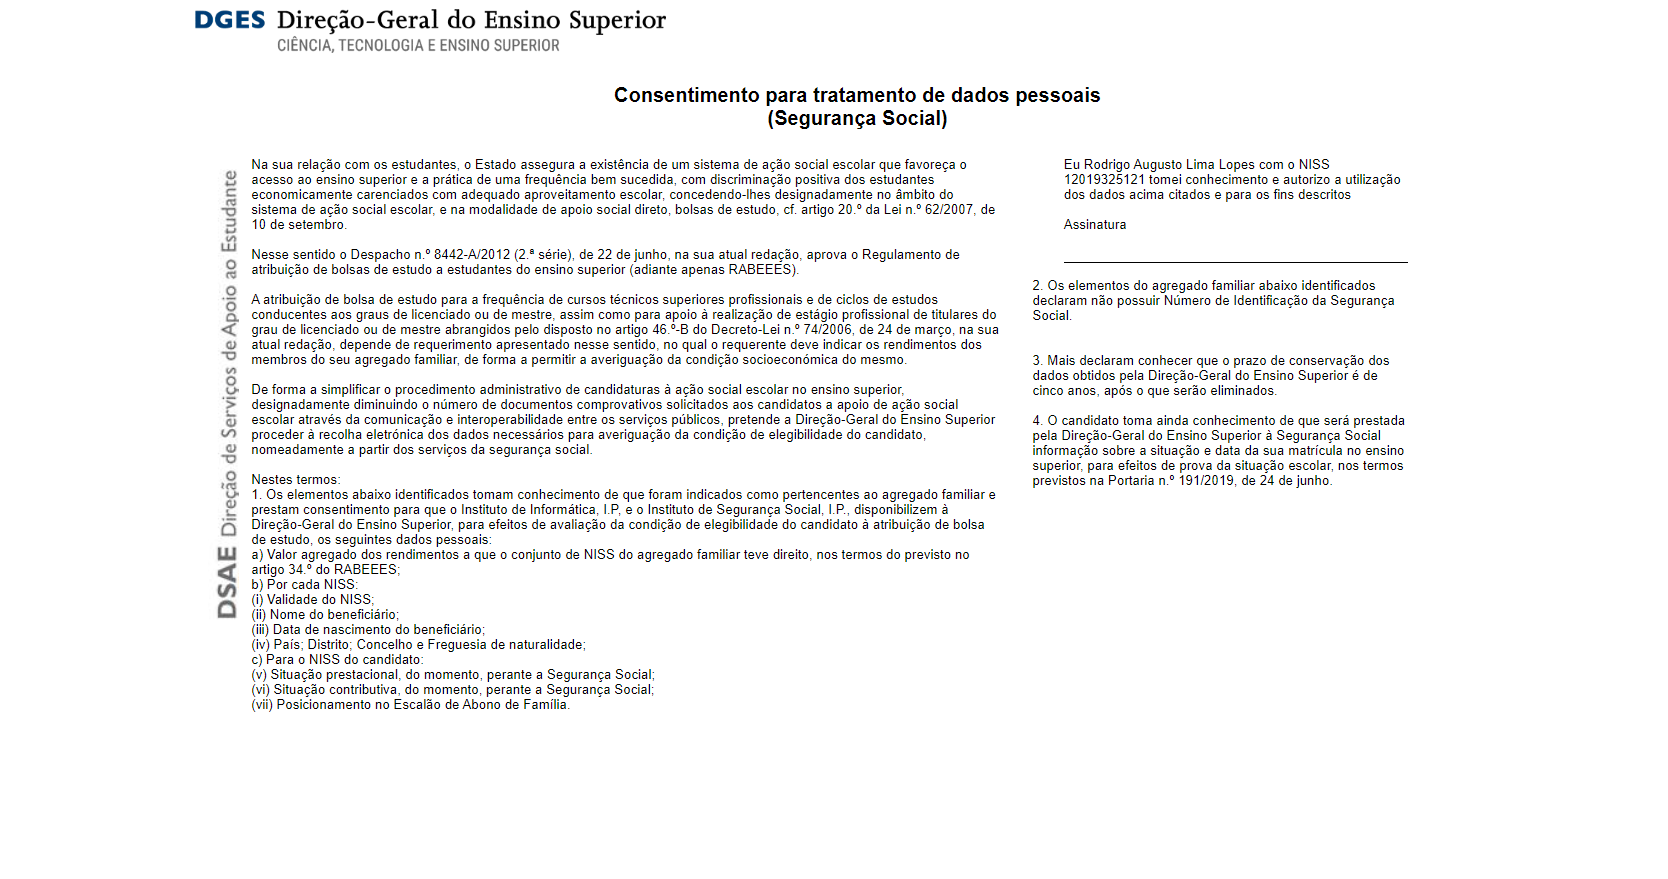 DGES Direção-Geral do Ensino Superior
CIÊNCIA, TECNOLOGIA E ENSINO SUPERIOR
Consentimento para tratamento de dados pessoais
(Segurança Social)
DSAE Direção de Serviços de Apoio ao Estudante
Na sua relação com os estudantes, o Estado assegura a existência de um sistema de ação social escolar que favoreça o
acesso ao ensino superior e a prática de uma frequência bem sucedida, com discriminação positiva dos estudantes
economicamente carenciados com adequado aproveitamento escolar, concedendo-lhes designadamente no âmbito do
sistema de ação social escolar, e na modalidade de apoio social direto, bolsas de estudo, cf. artigo 20.º da Lei n.º 62/2007, de
10 de setembro.
Nesse sentido o Despacho n.º 8442-A/2012 (2.ª série), de 22 de junho, na sua atual redação, aprova o Regulamento de
atribuição de bolsas de estudo a estudantes do ensino superior (adiante apenas RABEEES).
A atribuição de bolsa de estudo para a frequência de cursos técnicos superiores profissionais e de ciclos de estudos
conducentes aos graus de licenciado ou de mestre, assim como para apoio à realização de estágio profissional de titulares do
grau de licenciado ou de mestre abrangidos pelo disposto no artigo 46.º-B do Decreto-Lei n.º 74/2006, de 24 de março, na sua
atual redação, depende de requerimento apresentado nesse sentido, no qual o requerente deve indicar os rendimentos dos
membros do seu agregado familiar, de forma a permitir a averiguação da condição socioeconómica do mesmo.
De forma a simplificar o procedimento administrativo de candidaturas à ação social escolar no ensino superior,
designadamente diminuindo o número de documentos comprovativos solicitados aos candidatos a apoio de ação social
escolar através da comunicação e interoperabilidade entre os serviços públicos, pretende a Direção-Geral do Ensino Superior
proceder à recolha eletrónica dos dados necessários para averiguação da condição de elegibilidade do candidato,
nomeadamente a partir dos serviços da segurança social.
Nestes termos:
1. Os elementos abaixo identificados tomam conhecimento de que foram indicados como pertencentes ao agregado familiar e
prestam consentimento para que o Instituto de Informática, I.P, e o Instituto de Segurança Social, I.P., disponibilizem à
Direção-Geral do Ensino Superior, para efeitos de avaliação da condição de elegibilidade do candidato à atribuição de bolsa
de estudo, os seguintes dados pessoais:
a) Valor agregado dos rendimentos a que o conjunto de NISS do agregado familiar teve direito, nos termos do previsto no
artigo 34.º do RABEEES;
b) Por cada NISS:
(i) Validade do NISS;
(ii) Nome do beneficiário;
(iii) Data de nascimento do beneficiário;
(iv) País; Distrito; Concelho e Freguesia de naturalidade;
c) Para o NISS do candidato:
(v) Situação prestacional, do momento, perante a Segurança Social;
(vi) Situação contributiva, do momento, perante a Segurança Social;
(vii) Posicionamento no Escalão de Abono de Família.
Eu Rodrigo Augusto Lima Lopes com o NISS
12019325121 tomei conhecimento e autorizo a utilização
dos dados acima citados e para os fins descritos
Assinatura
2. Os elementos do agregado familiar abaixo identificados
declaram não possuir Número de Identificação da Segurança
Social.
3. Mais declaram conhecer que o prazo de conservação dos
dados obtidos pela Direção-Geral do Ensino Superior é de
cinco anos, após o que serão eliminados.
4. O candidato toma ainda conhecimento de que será prestada
pela Direção-Geral do Ensino Superior à Segurança Social
informação sobre a situação e data da sua matrícula no ensino
superior, para efeitos de prova da situação escolar, nos termos
previstos na Portaria n.º 191/2019, de 24 de junho.